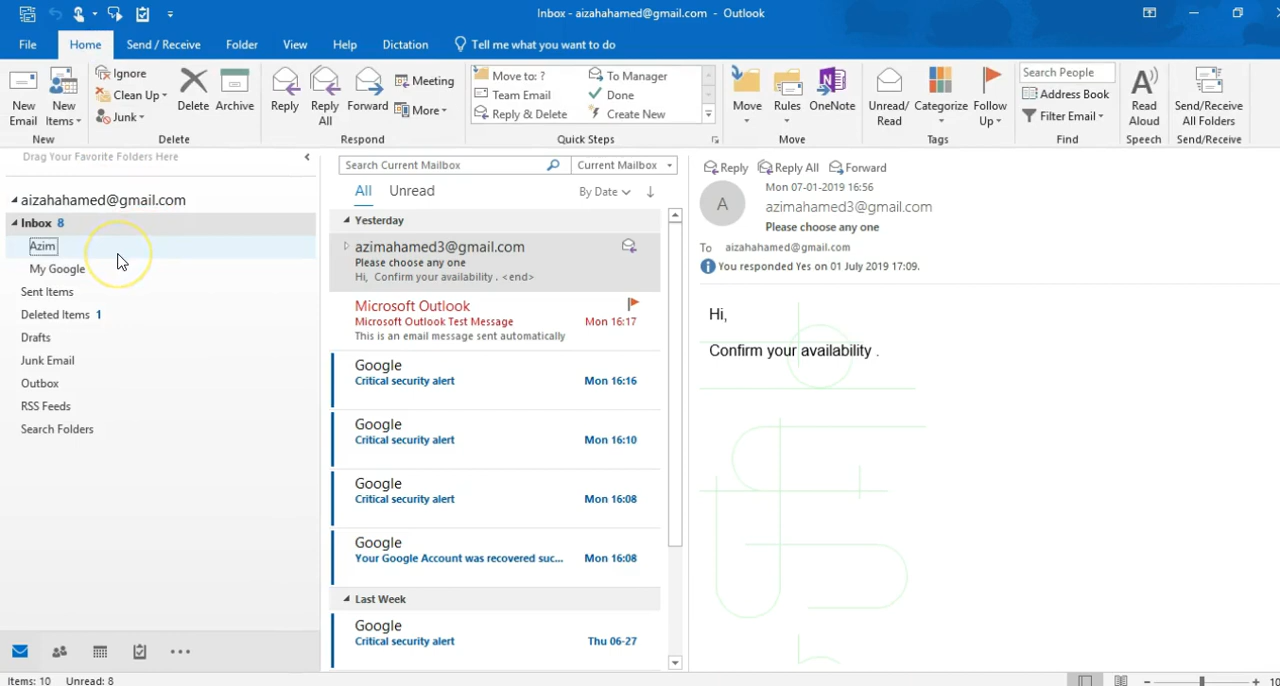 Inbox - aizahahamed@gmail.com - Outlook
File Home Send / Receive Folder View Help Dictation Tell me what you want to do
New Email
New Items
Ignore
Clean Up
Junk
Delete
Archive
Reply
Reply All
Forward
Meeting
More
Move to: ?
Team Email
Reply & Delete
To Manager
Done
Create New
Move
Rules
OneNote
Unread/ Read
Categorize
Follow Up
Search People
Address Book
Filter Email
Read Aloud
Send/Receive All Folders
New Delete Respond Quick Steps Move Tags Find Speech Send/Receive
Drag Your Favorite Folders Here
aizahahamed@gmail.com
Inbox 8
Azim
My Google
Sent Items
Deleted Items 1
Drafts
Junk Email
Outbox
RSS Feeds
Search Folders
Search Current Mailbox Current Mailbox
All Unread By Date
Yesterday
azimahamed3@gmail.com
Please choose any one
Hi, Confirm your availability . <end>
Microsoft Outlook
Microsoft Outlook Test Message Mon 16:17
This is an email message sent automatically
Google
Critical security alert Mon 16:16
Google
Critical security alert Mon 16:10
Google
Critical security alert Mon 16:08
Google
Your Google Account was recovered suc... Mon 16:08
Last Week
Google
Critical security alert Thu 06-27
Reply Reply All Forward
A
Mon 07-01-2019 16:56
azimahamed3@gmail.com
Please choose any one
To aizahahamed@gmail.com
You responded Yes on 01 July 2019 17:09.
Hi,
Confirm your availability .
Items: 10 Unread: 8
10